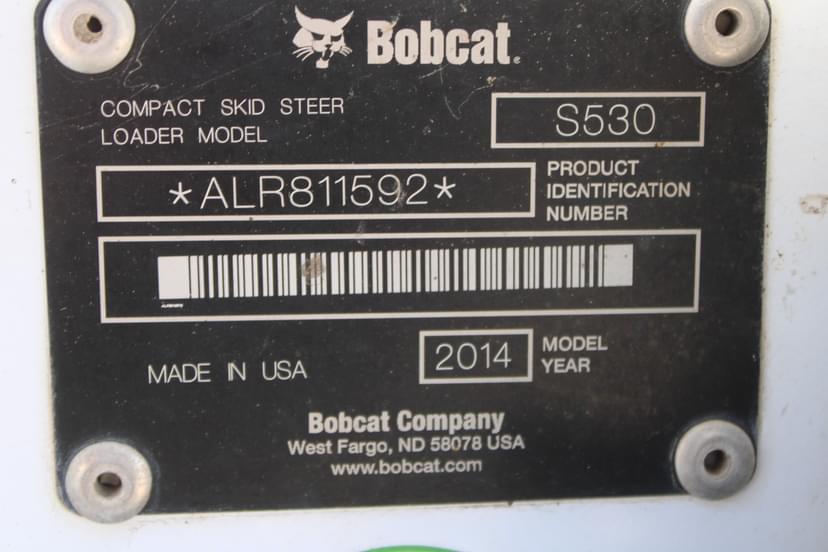 Bobcat
COMPACT SKID STEER
LOADER MODEL
S530
*ALR811592*
PRODUCT
IDENTIFICATION
NUMBER
MADE IN USA
2014
MODEL
YEAR
Bobcat Company
West Fargo, ND 58078 USA
www.bobcat.com